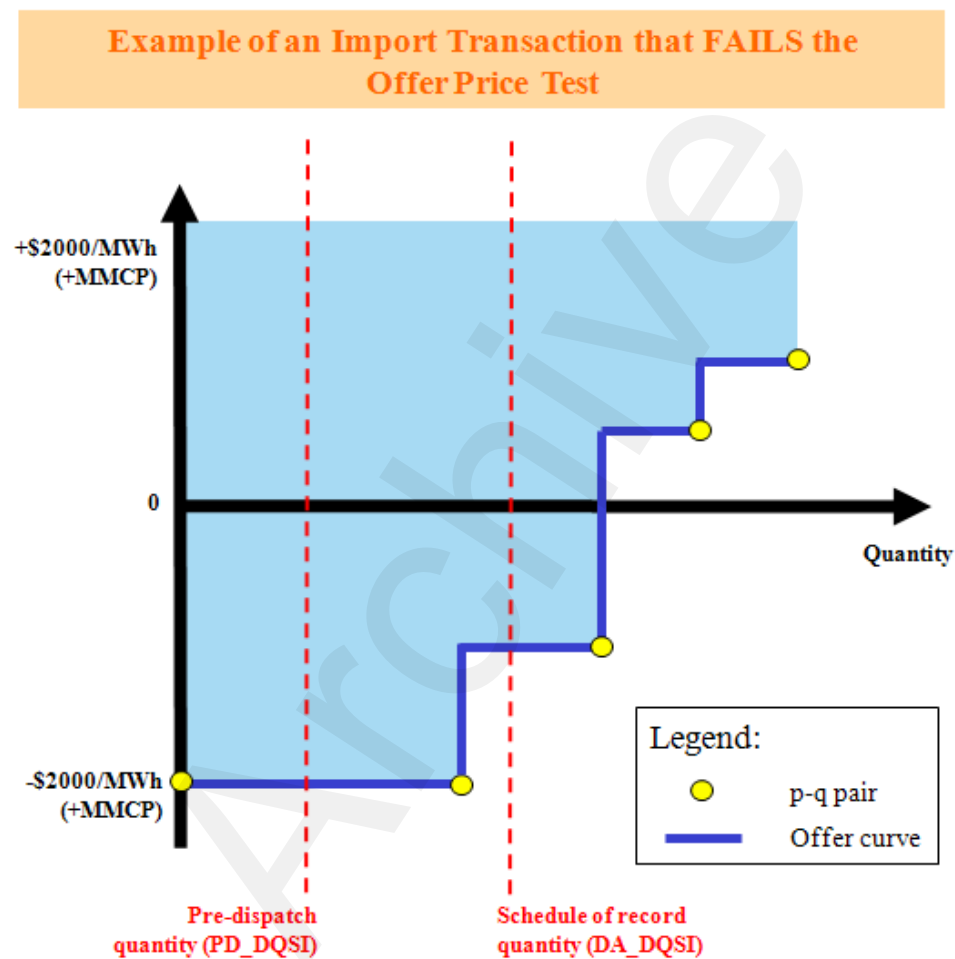 Example of an Import Transaction that FAILS the
Offer Price Test
+$2000/MWh
(+MMCP)
0
Quantity
-$2000/MWh
(+MMCP)
Legend:
p-q pair
Offer curve
Pre-dispatch
quantity (PD_DQSI)
Schedule of record
quantity (DA_DQSI)
Archive